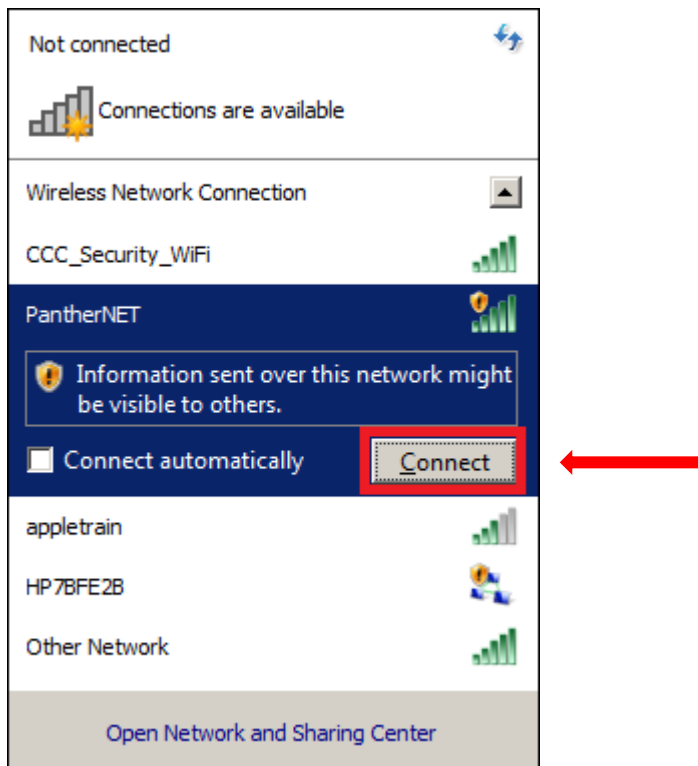 Not connected
Connections are available
Wireless Network Connection
CCC_Security_WiFi
PantherNET
Information sent over this network might
be visible to others.
Connect automatically
Connect
appletrain
HP7BFE2B
Other Network
Open Network and Sharing Center